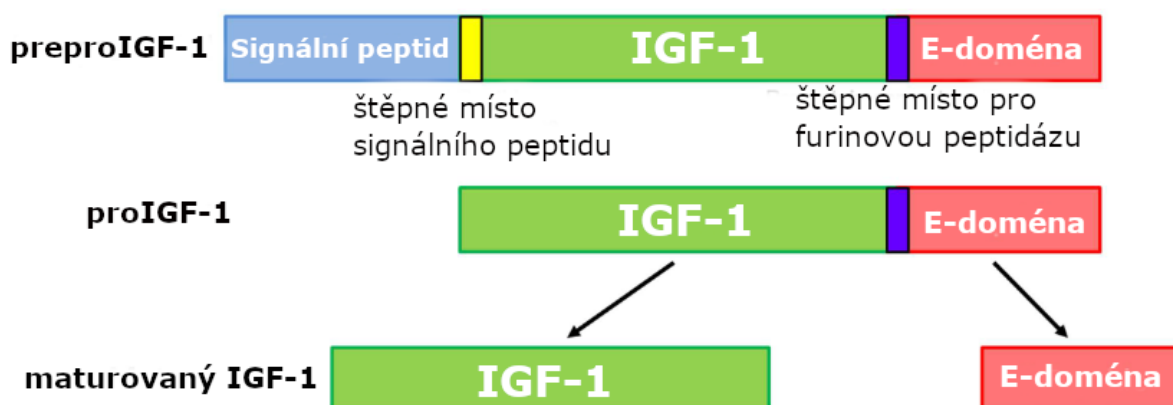 preproIGF-1 Signální peptid IGF-1 E-doména
štěpné místo
signálního peptidu
štěpné místo pro
furinovou peptidázu
proIGF-1 IGF-1 E-doména
maturovaný IGF-1 IGF-1 E-doména